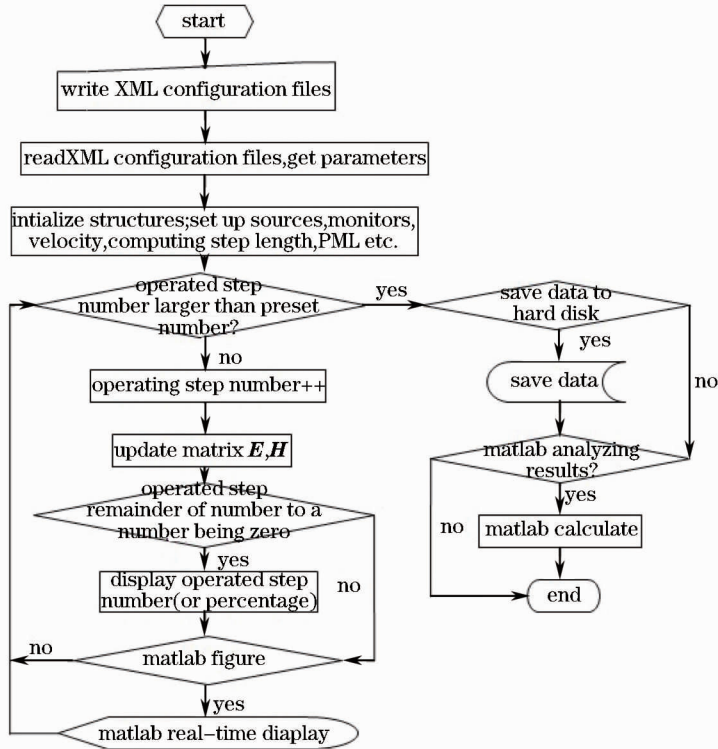 start
write XML configuration files
readXML configuration files,get parameters
intialize structures;set up sources,monitors,
velocity,computing step length,PML etc.
operated step
number larger than preset
number?
yes
no
operating step number++
update matrix E,H
operated step
remainder of number to a
number being zero
yes
no
display operated step
number(or percentage)
matlab figure
no
yes
matlab real-time diaplay
save data to
hard disk
yes
no
save data
matlab analyzing
results?
yes
no
matlab calculate
end